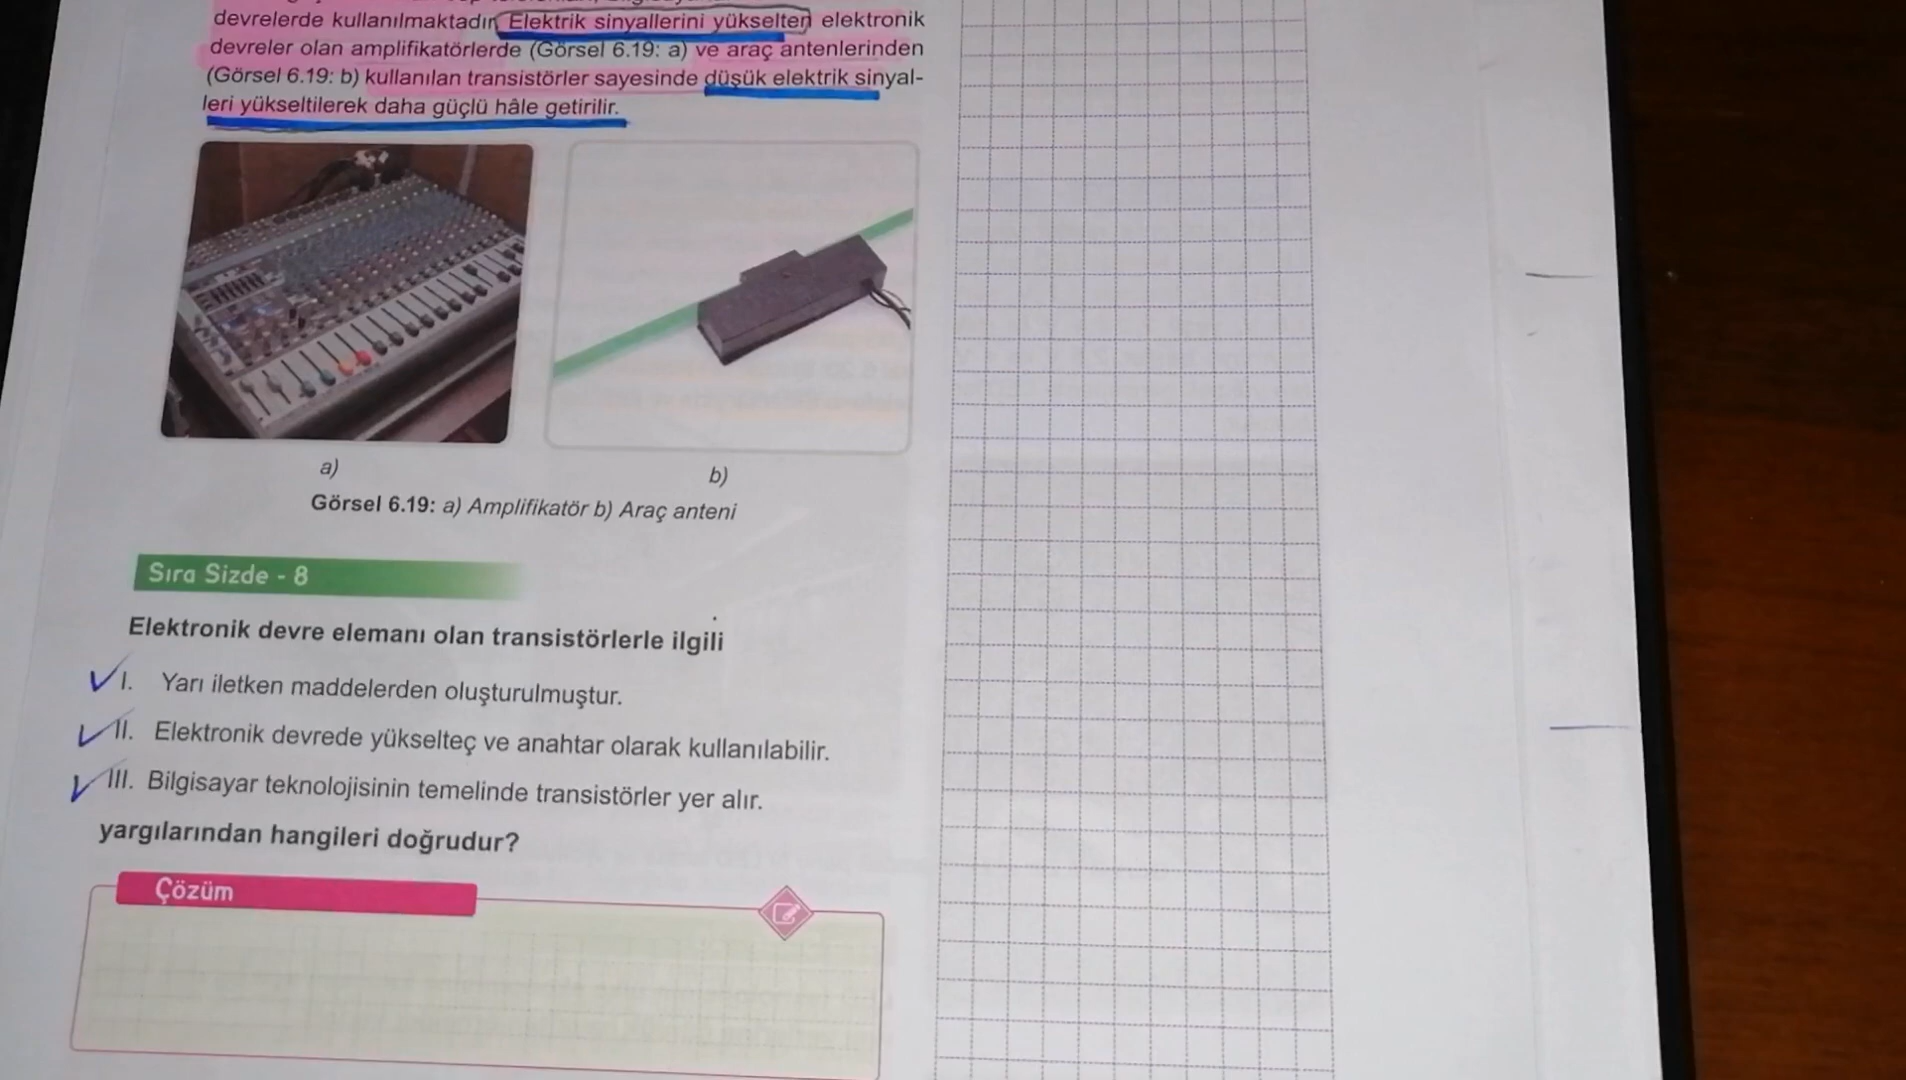 devrelerde kullanılmaktadır. Elektrik sinyallerini yükselten elektronik
devreler olan amplifikatörlerde (Görsel 6.19: a) ve araç antenlerinden
(Görsel 6.19: b) kullanılan transistörler sayesinde düşük elektrik sinyal-
leri yükseltilerek daha güçlü hâle getirilir.
a)
b)
Görsel 6.19: a) Amplifikatör b) Araç anteni
Sıra Sizde - 8
Elektronik devre elemanı olan transistörlerle ilgili
I. Yarı iletken maddelerden oluşturulmuştur.
II. Elektronik devrede yükselteç ve anahtar olarak kullanılabilir.
III. Bilgisayar teknolojisinin temelinde transistörler yer alır.
yargılarından hangileri doğrudur?
Çözüm